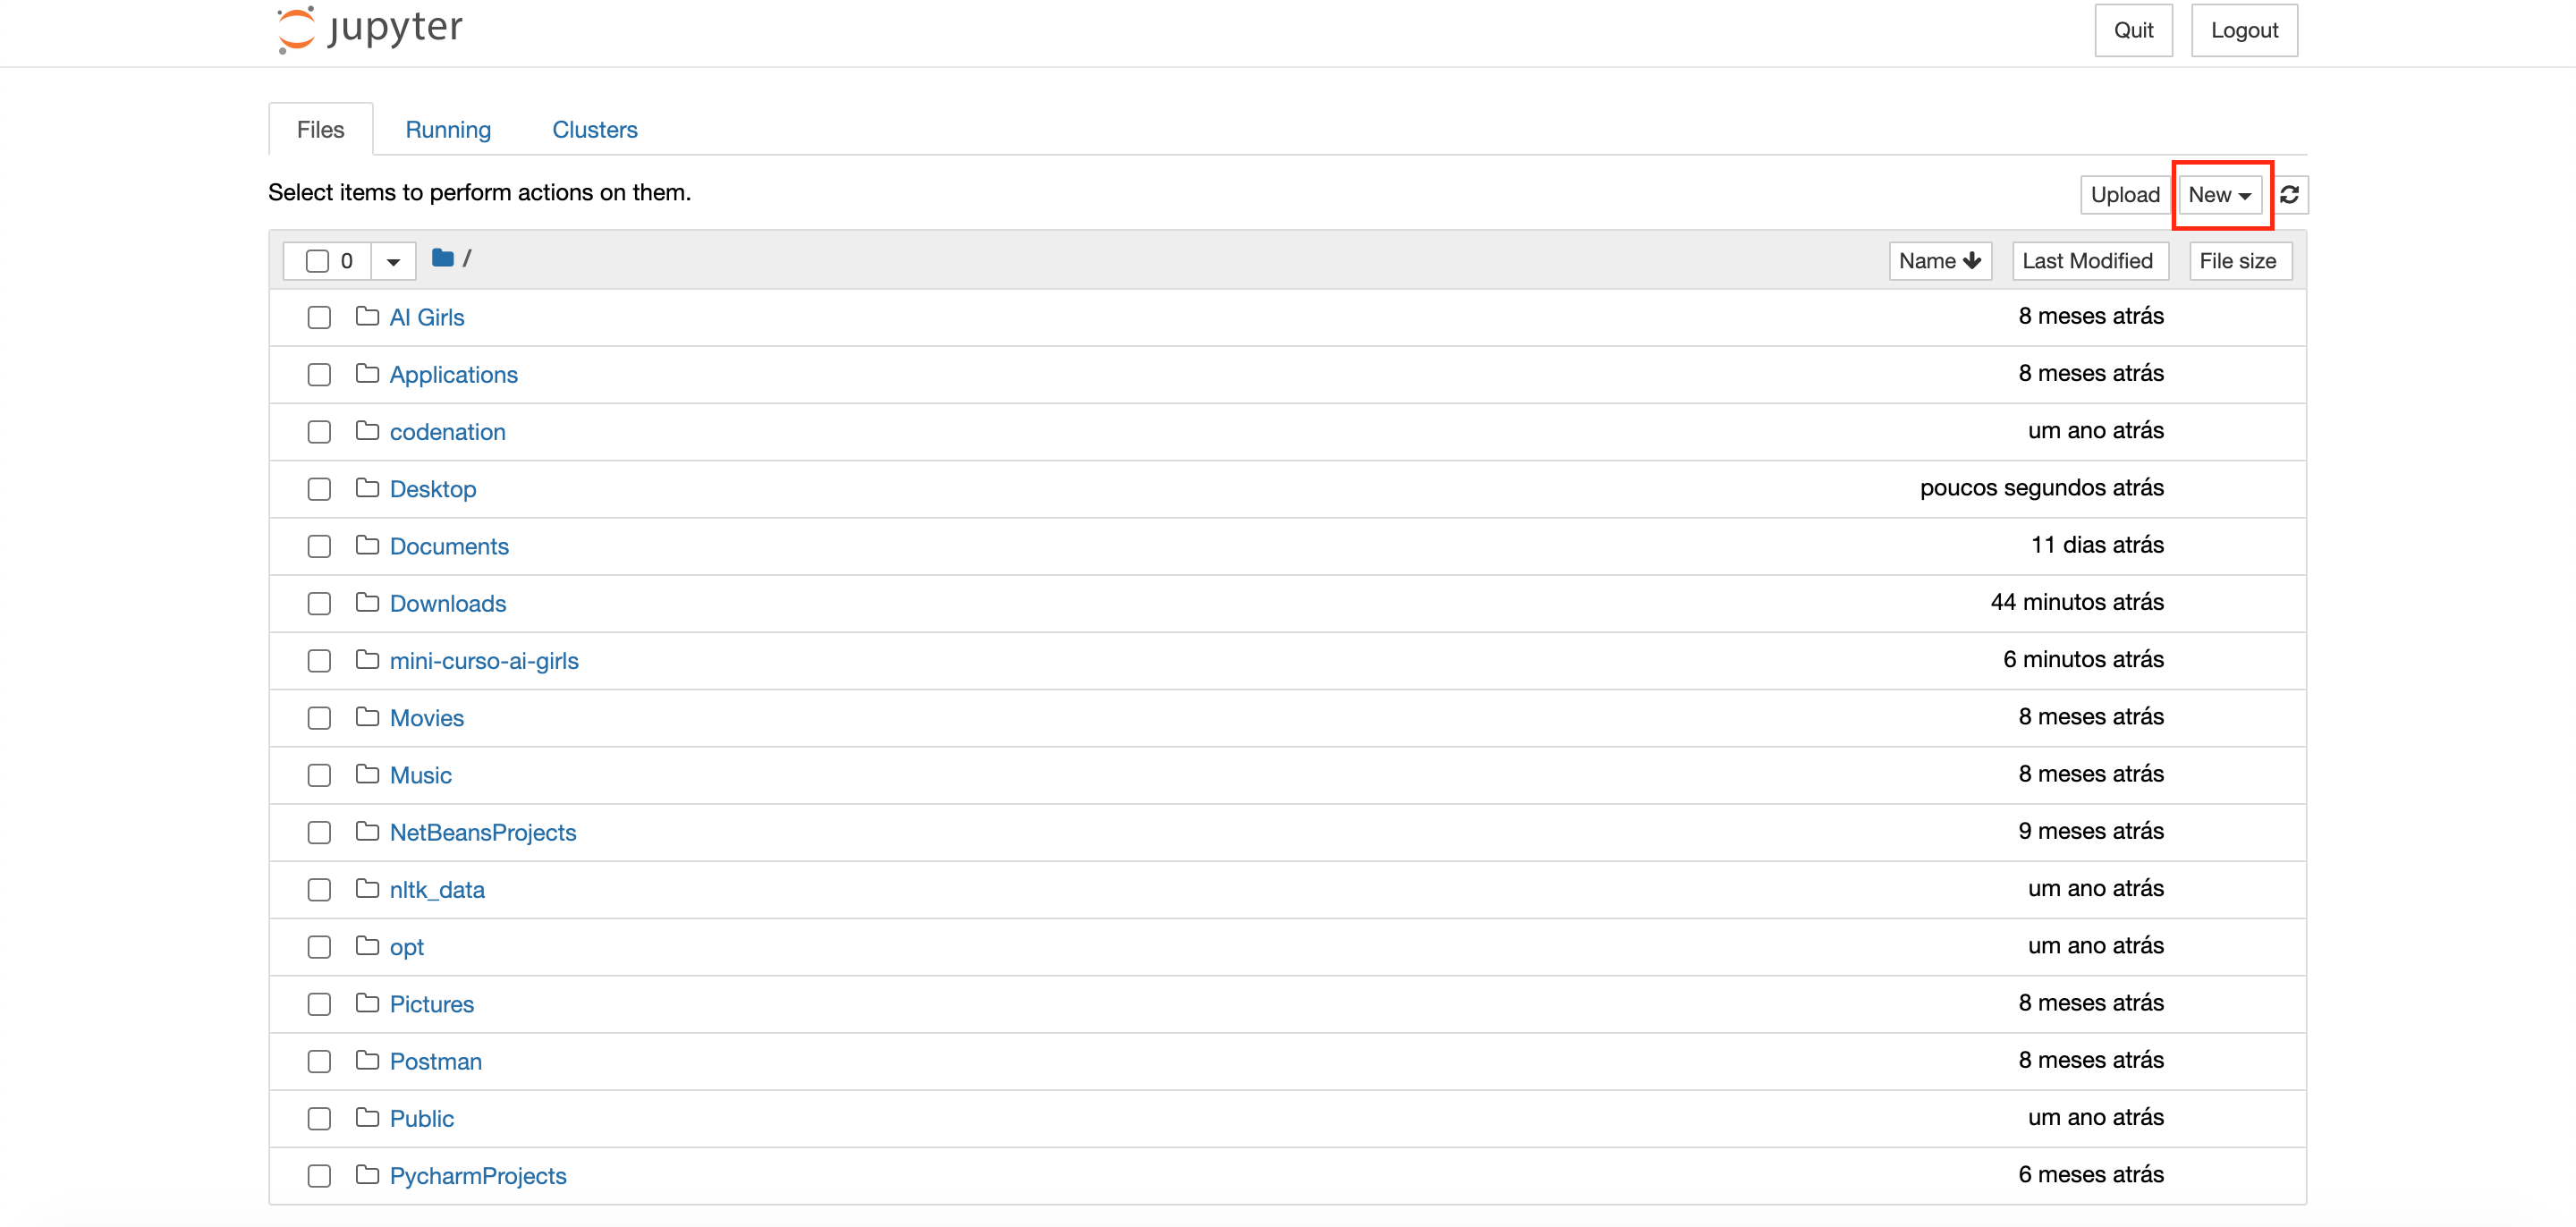 jupyter
Quit Logout
Files Running Clusters
Select items to perform actions on them.
Upload New
0 / Name Last Modified File size
AI Girls 8 meses atrás
Applications 8 meses atrás
codenation um ano atrás
Desktop poucos segundos atrás
Documents 11 dias atrás
Downloads 44 minutos atrás
mini-curso-ai-girls 6 minutos atrás
Movies 8 meses atrás
Music 8 meses atrás
NetBeansProjects 9 meses atrás
nltk_data um ano atrás
opt um ano atrás
Pictures 8 meses atrás
Postman 8 meses atrás
Public um ano atrás
PycharmProjects 6 meses atrás